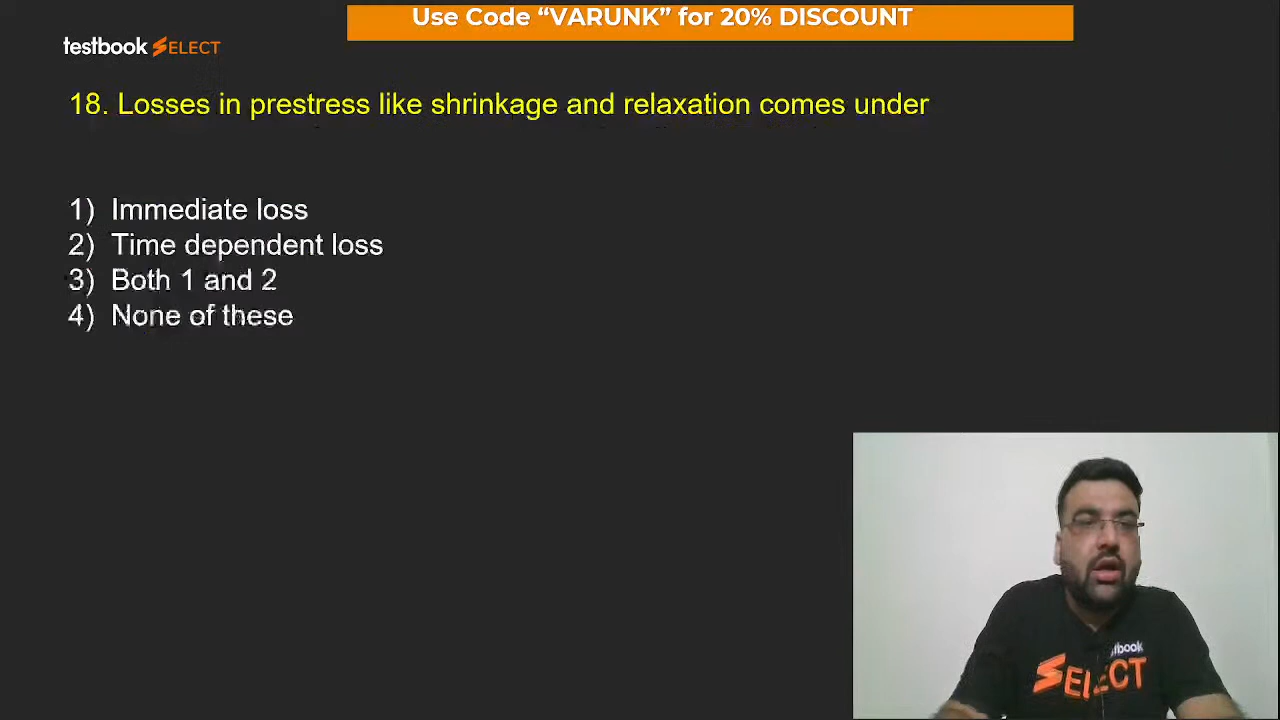 Use Code “VARUNK” for 20% DISCOUNT
testbook SELECT
18. Losses in prestress like shrinkage and relaxation comes under
1) Immediate loss
2) Time dependent loss
3) Both 1 and 2
4) None of these
tbook
SELECT